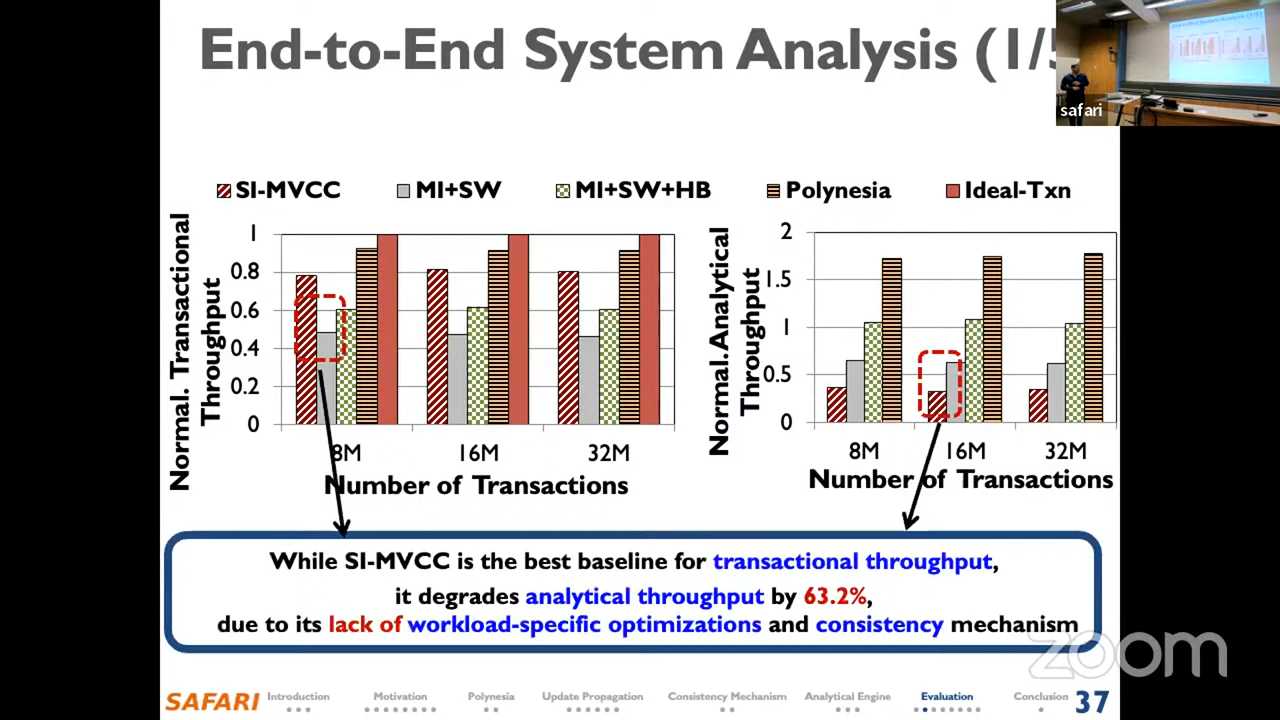 End-to-End System Analysis (1/5
safari
SI-MVCC MI+SW MI+SW+HB Polynesia Ideal-Txn
Normal. Transactional
Throughput
1
0.8
0.6
0.4
0.2
0
8M 16M 32M
Number of Transactions
Normal. Analytical
Throughput
2
1.5
1
0.5
0
8M 16M 32M
Number of Transactions
While SI-MVCC is the best baseline for transactional throughput,
it degrades analytical throughput by 63.2%,
due to its lack of workload-specific optimizations and consistency mechanism
zoom
SAFARI Introduction Motivation Polynesia Update Propagation Consistency Mechanism Analytical Engine Evaluation Conclusion 37